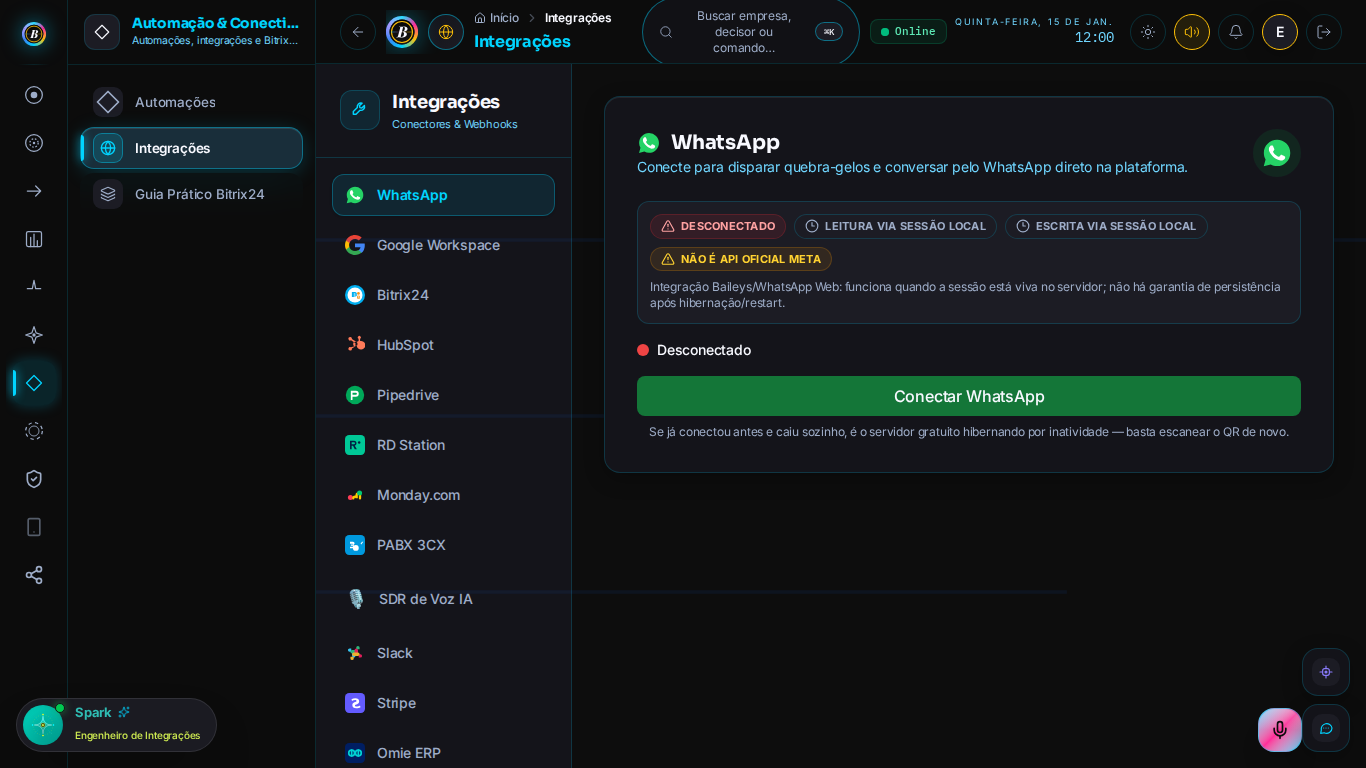 Automação & Conecti...
Automações, integrações e Bitrix...
Automações
Integrações
Guia Prático Bitrix24
Início
Integrações
Integrações
Buscar empresa,
decisor ou
comando...
⌘K
Online
QUINTA-FEIRA, 15 DE JAN.
12:00
E
Integrações
Conectores & Webhooks
WhatsApp
Google Workspace
Bitrix24
HubSpot
Pipedrive
RD Station
Monday.com
PABX 3CX
SDR de Voz IA
Slack
Stripe
Omie ERP
WhatsApp
Conecte para disparar quebra-gelos e conversar pelo WhatsApp direto na plataforma.
DESCONECTADO
LEITURA VIA SESSÃO LOCAL
ESCRITA VIA SESSÃO LOCAL
NÃO É API OFICIAL META
Integração Baileys/WhatsApp Web: funciona quando a sessão está viva no servidor; não há garantia de persistência
após hibernação/restart.
Desconectado
Conectar WhatsApp
Se já conectou antes e caiu sozinho, é o servidor gratuito hibernando por inatividade — basta escanear o QR de novo.
Spark
Engenheiro de Integrações